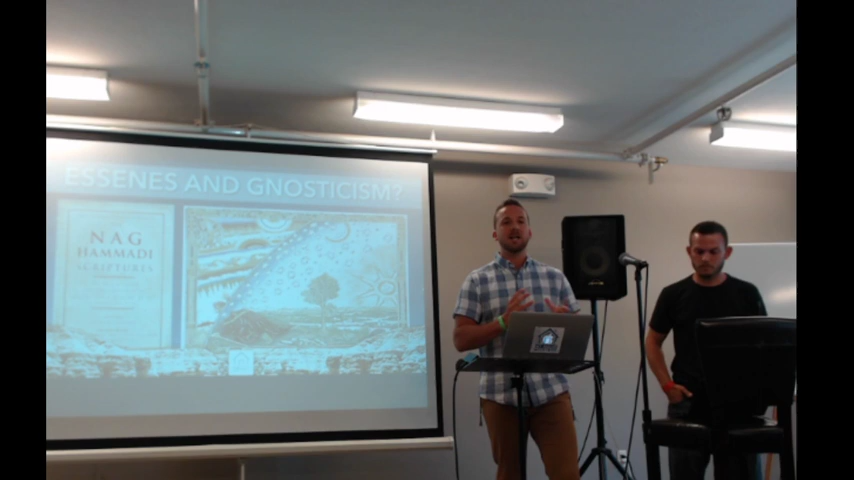 ESSENES AND GNOSTICISM?
NAG
HAMMADI
SCRIPTURES